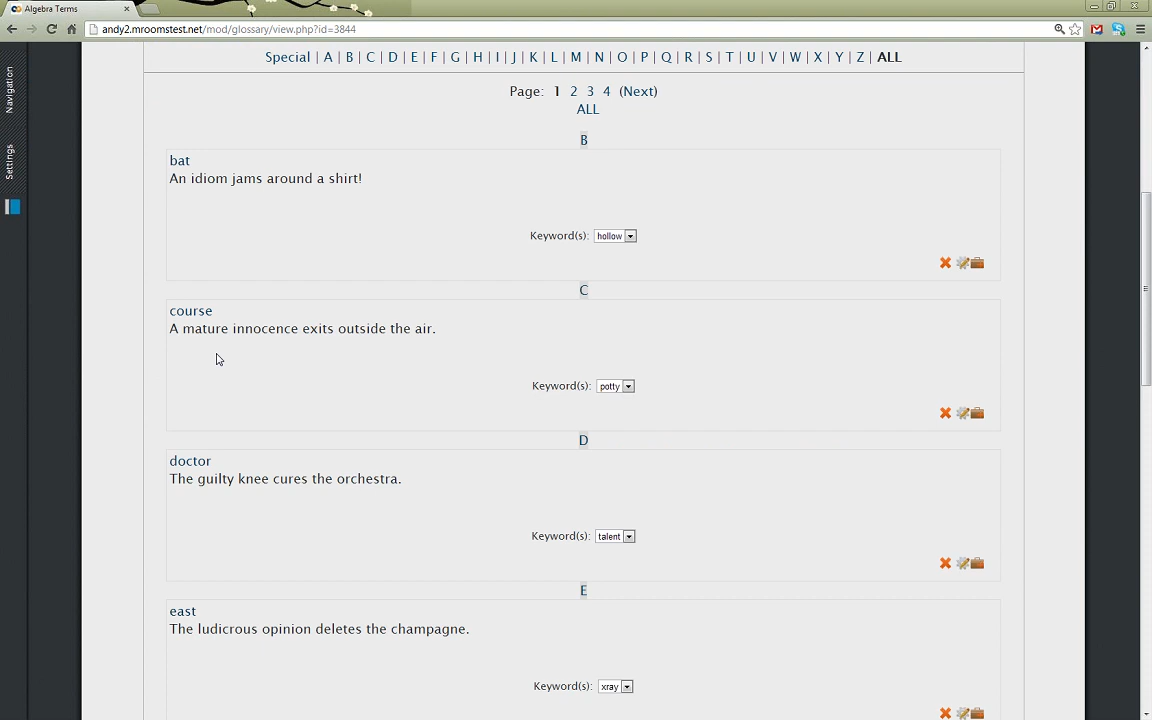 Algebra Terms
andy2.mroomstest.net/mod/glossary/view.php?id=3844
Navigation
Settings
Special | A | B | C | D | E | F | G | H | I | J | K | L | M | N | O | P | Q | R | S | T | U | V | W | X | Y | Z | ALL
Page: 1 2 3 4 (Next)
ALL
B
bat
An idiom jams around a shirt!
Keyword(s): hollow
C
course
A mature innocence exits outside the air.
Keyword(s): potty
D
doctor
The guilty knee cures the orchestra.
Keyword(s): talent
E
east
The ludicrous opinion deletes the champagne.
Keyword(s): xray